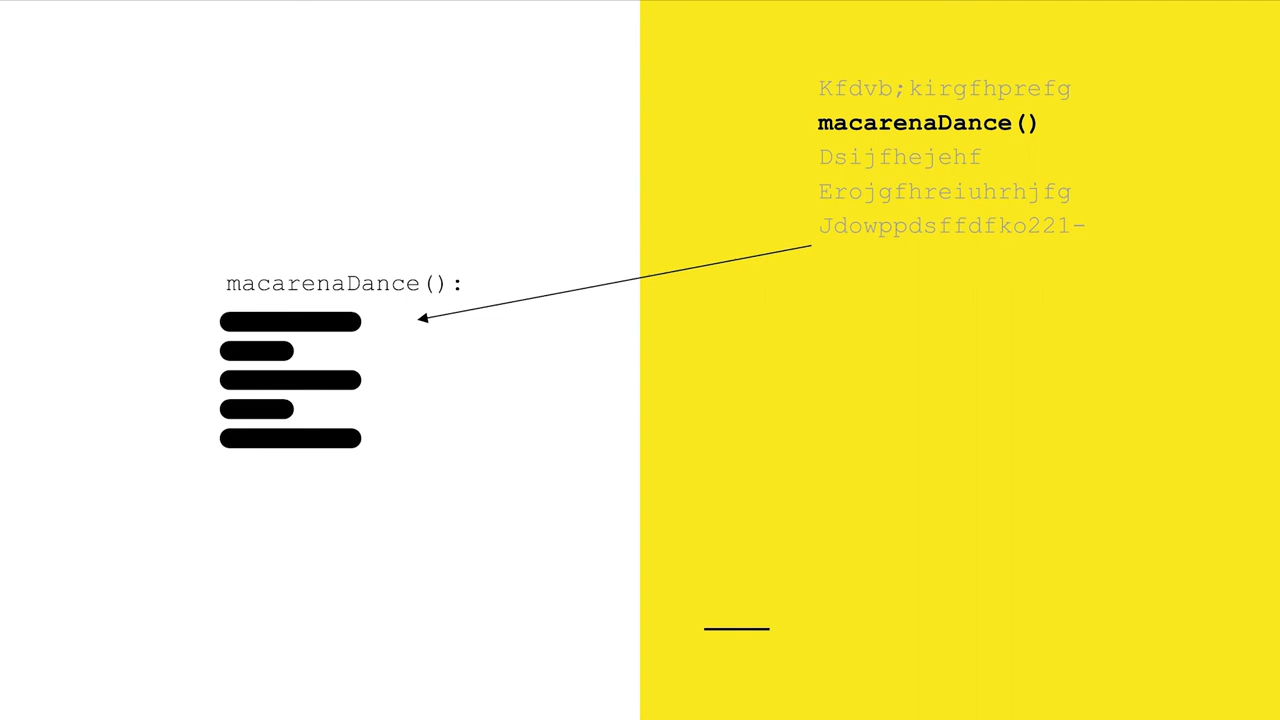 Kfdvb;kirgfhprefg
macarenaDance()
Dsijfhejehf
Erojgfhreiuhrhjfg
Jdowppdsffdfko221-
macarenaDance():